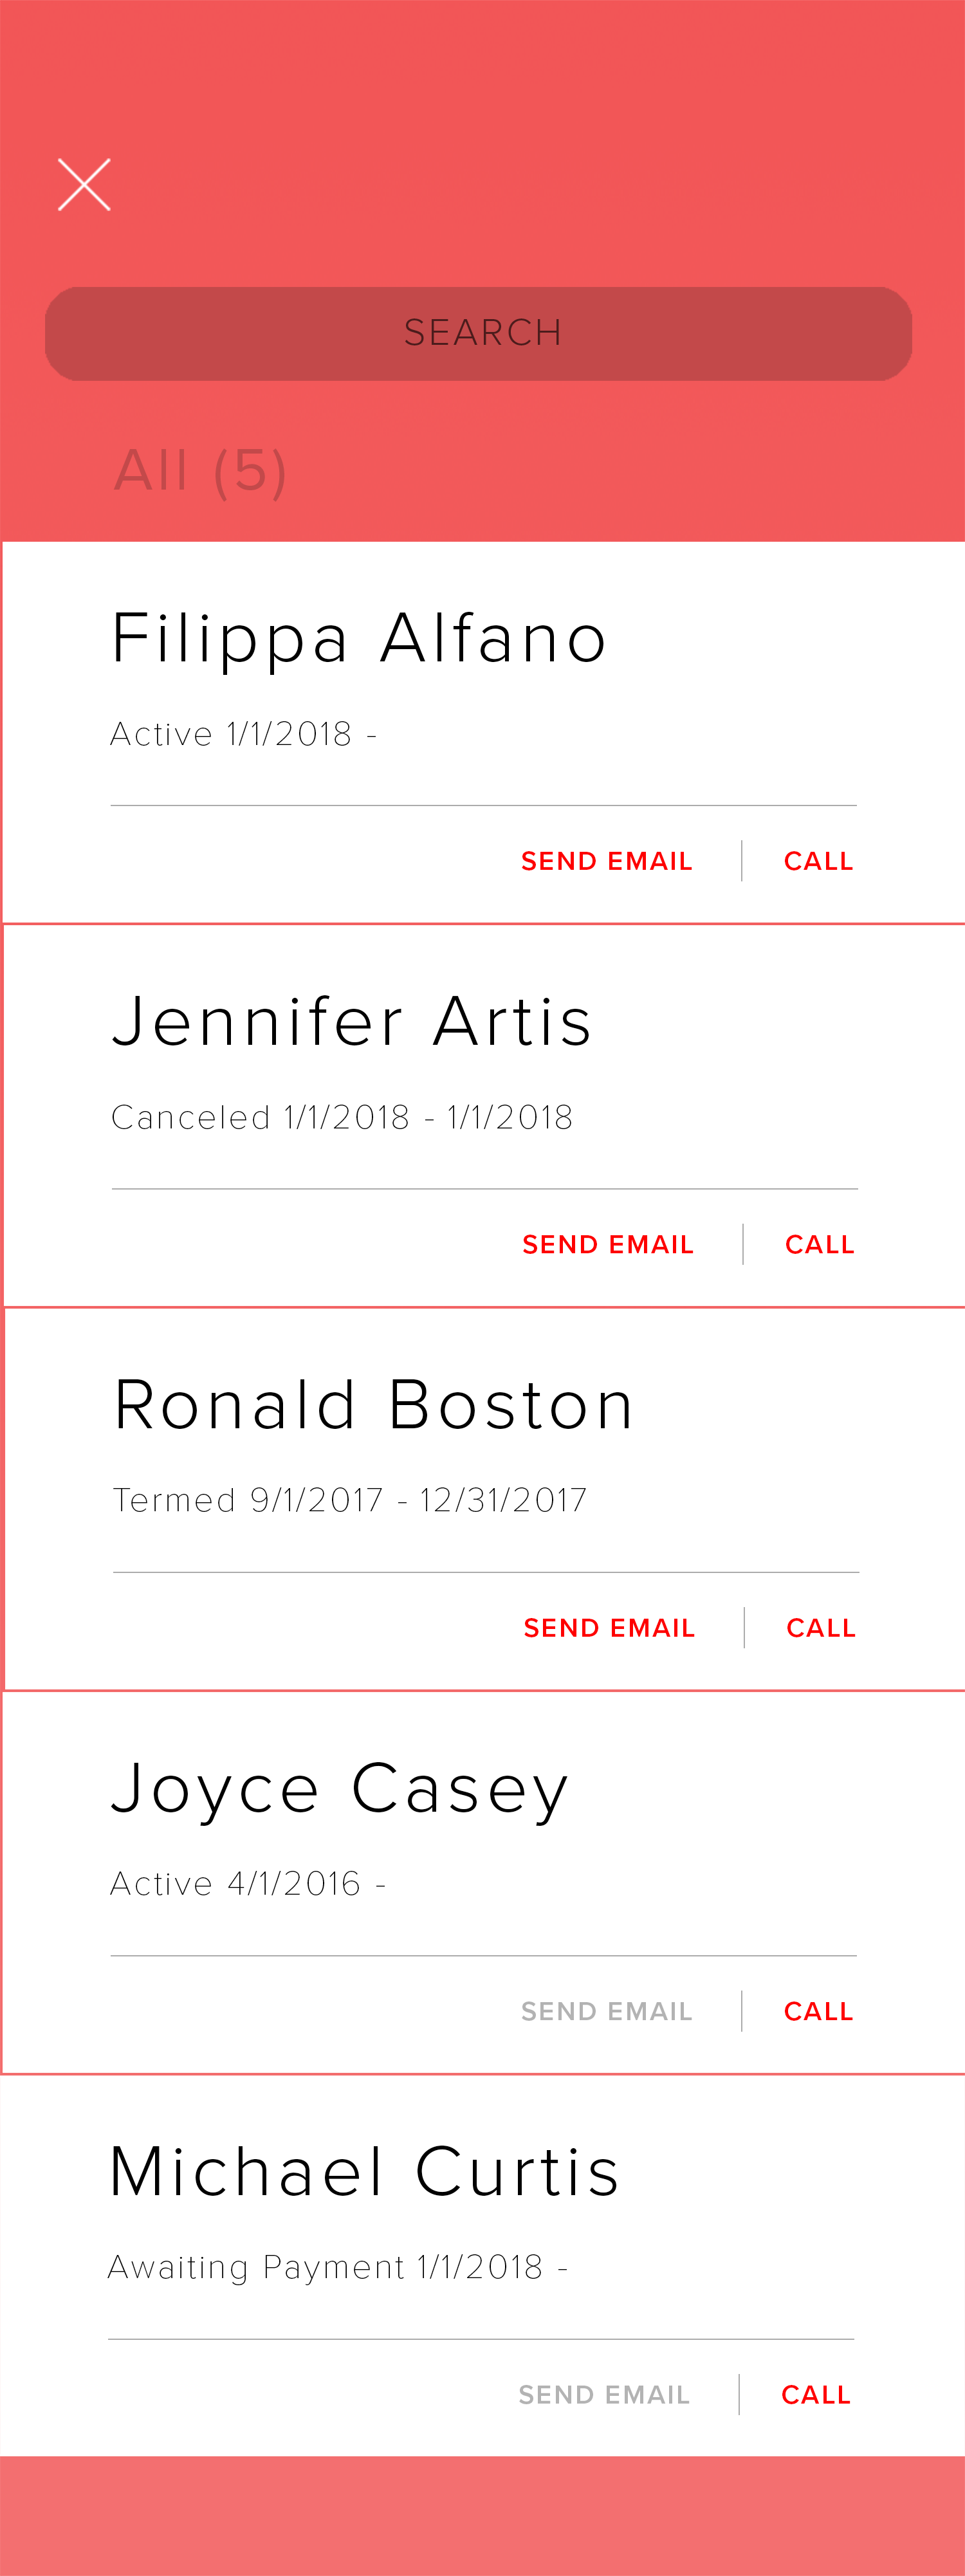 SEARCH
All (5)
Filippa Alfano
Active 1/1/2018 -
SEND EMAIL CALL
Jennifer Artis
Canceled 1/1/2018 - 1/1/2018
SEND EMAIL CALL
Ronald Boston
Termed 9/1/2017 - 12/31/2017
SEND EMAIL CALL
Joyce Casey
Active 4/1/2016 -
SEND EMAIL CALL
Michael Curtis
Awaiting Payment 1/1/2018 -
SEND EMAIL CALL